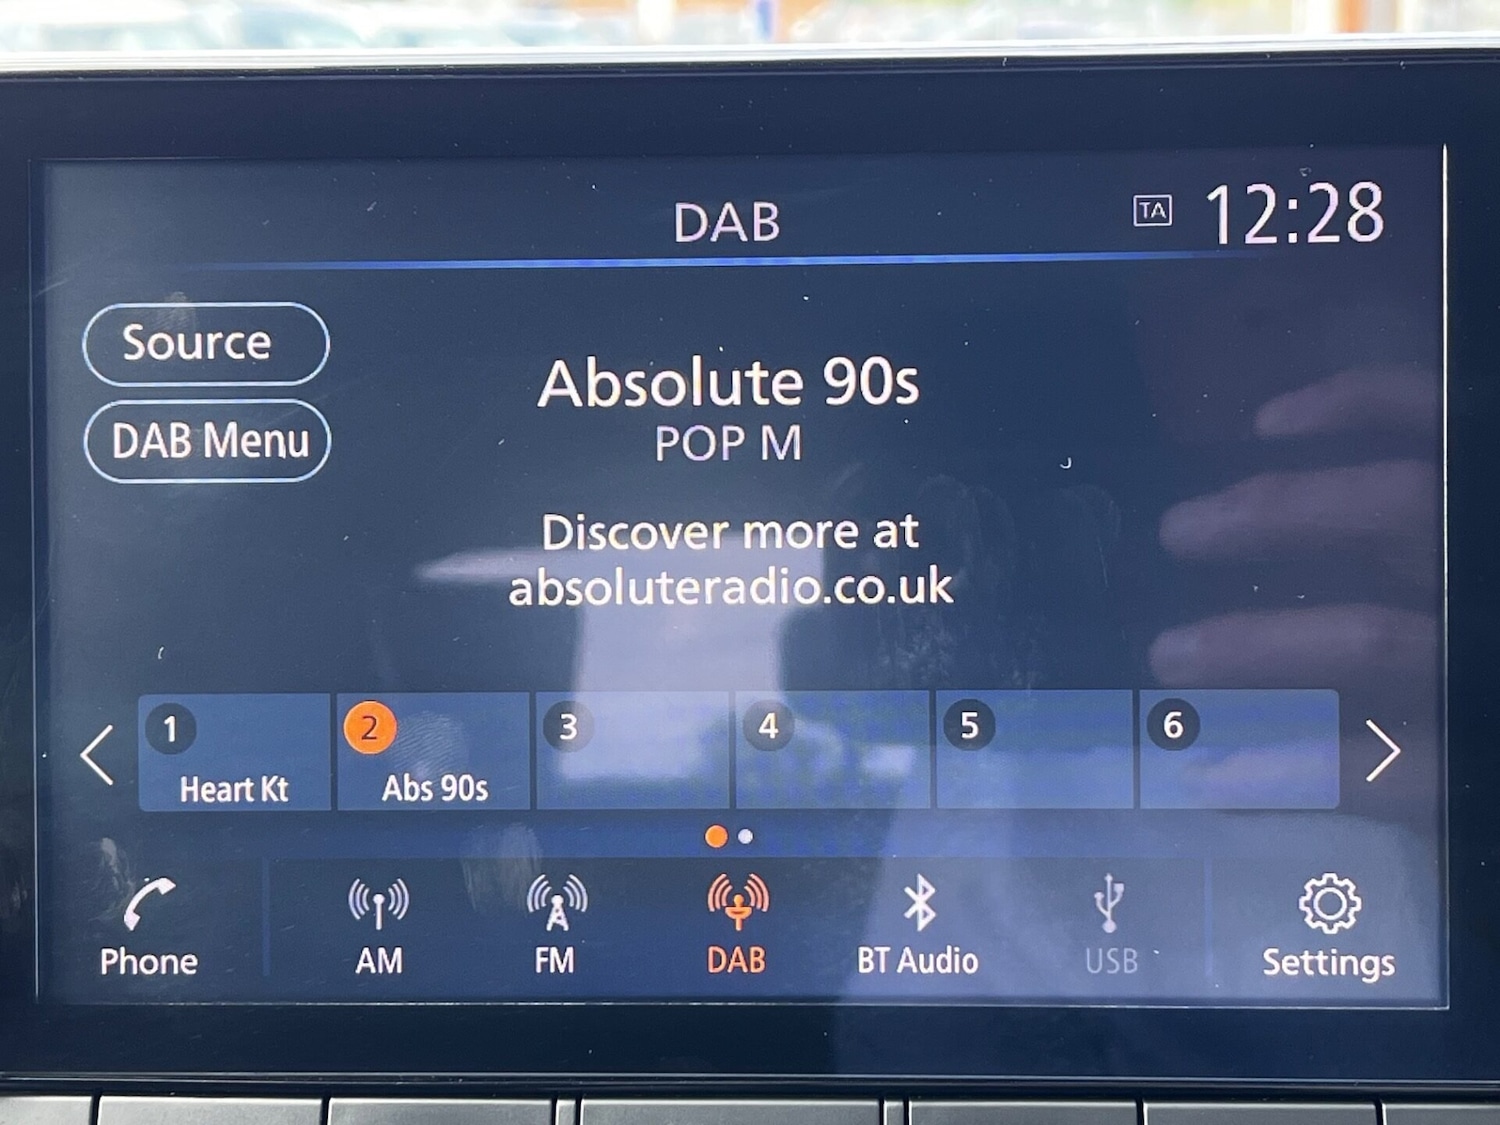 DAB
TA 12:28
Source
DAB Menu
Absolute 90s
POP M
Discover more at
absoluteradio.co.uk
1 2 3 4 5 6
Heart Kt Abs 90s
Phone AM FM DAB BT Audio USB Settings